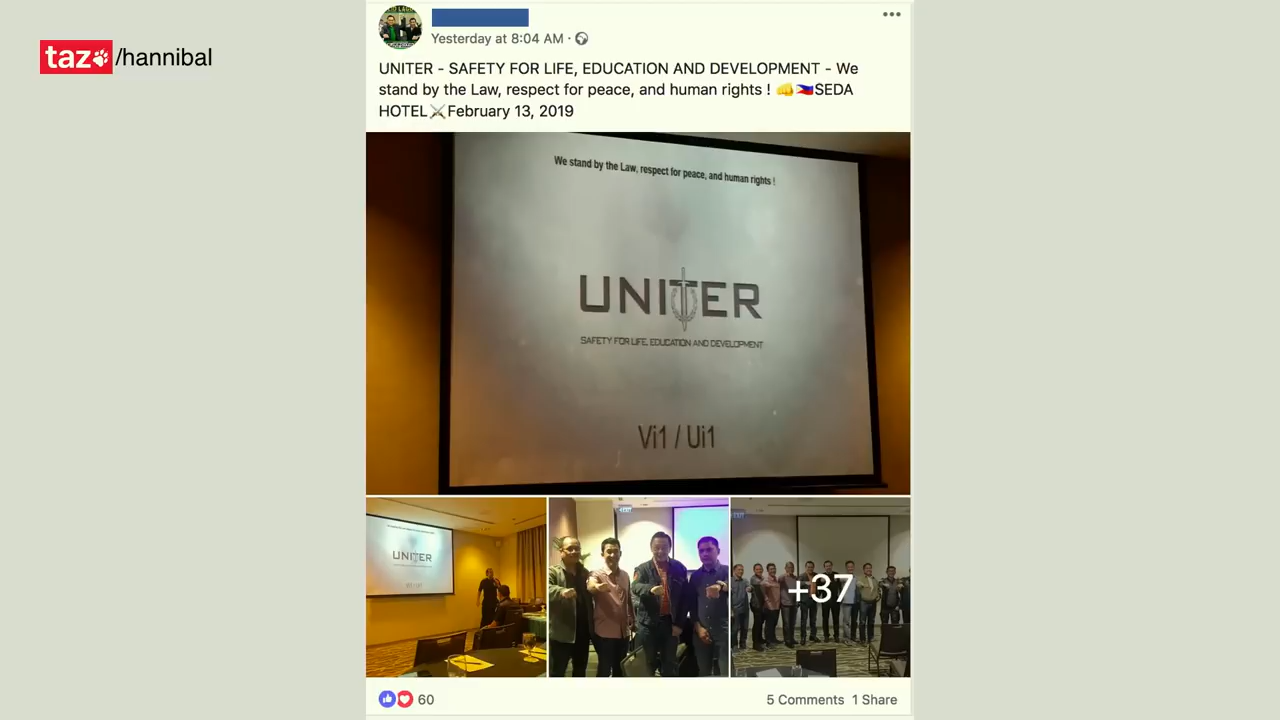 taz/hannibal
Yesterday at 8:04 AM ·
UNITER - SAFETY FOR LIFE, EDUCATION AND DEVELOPMENT - We
stand by the Law, respect for peace, and human rights ! 👊🇵🇭SEDA
HOTEL⚔️February 13, 2019
We stand by the Law, respect for peace, and human rights !
UNITER
SAFETY FOR LIFE, EDUCATION AND DEVELOPMENT
Vi1 / Ui1
UNITER
EXIT
+37
60
5 Comments 1 Share